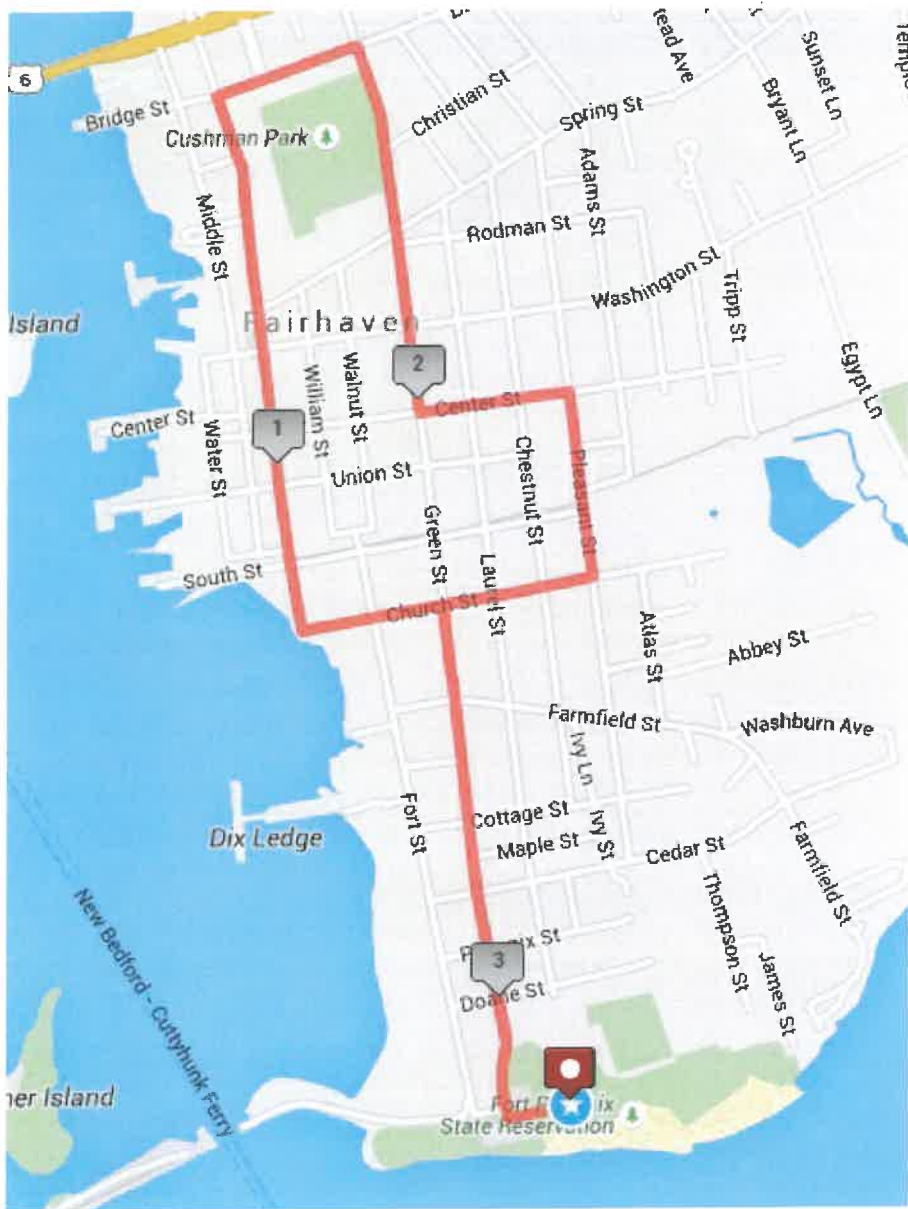 6
Bridge St
Cushman Park
Christian St
Spring St
Sunset Ln
Bryant Ln
Adams St
Middle St
Rodman St
Washington St
Tripp St
Island
Fairhaven
2
Egypt Ln
William St
Walnut St
Center St
1
Center St
Water St
Union St
Chestnut St
Pleasant St
Green St
South St
Laurel St
Church St
Atlas St
Abbey St
Farmfield St
Washburn Ave
Ivy Ln
Fort St
Cottage St
Dix Ledge
Maple St
Ivy St
Cedar St
Farmfield St
Thompson St
New Bedford - Cuttyhunk Ferry
3
James St
Doane St
ner Island
Fort P ix
State Reservation